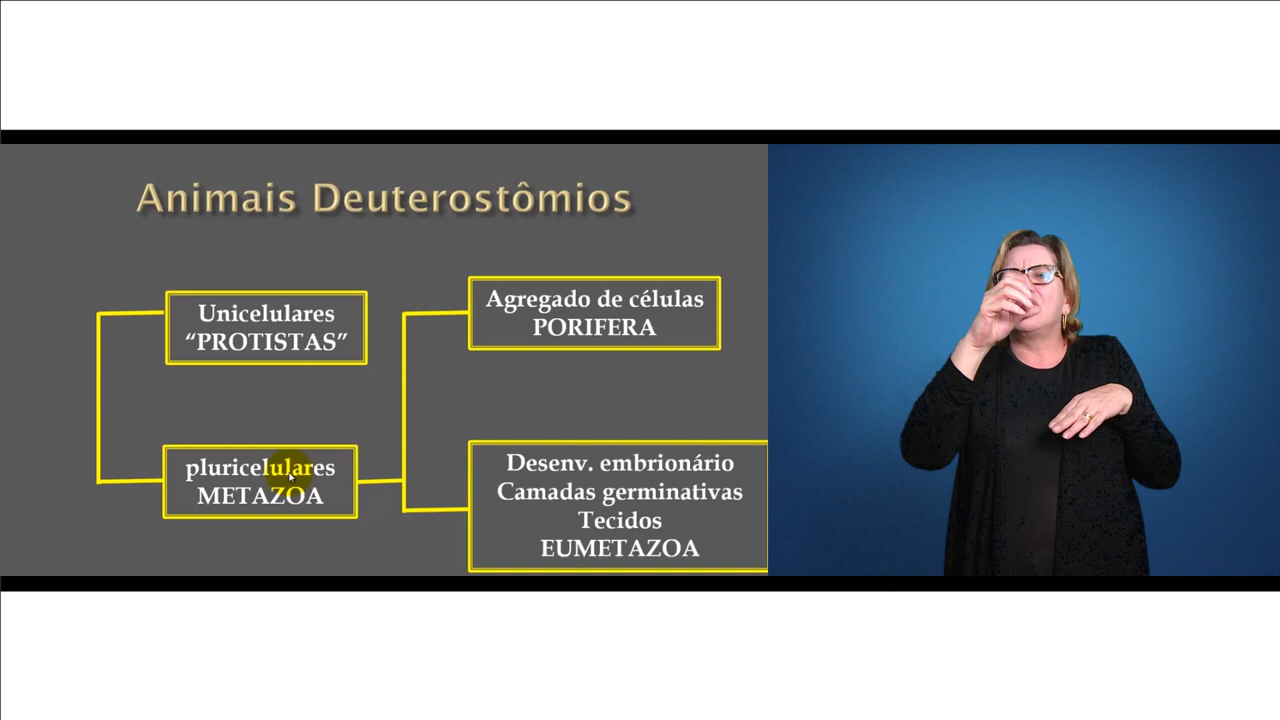 Animais Deuterostômios
Unicelulares
“PROTISTAS”
pluricelulares
METAZOA
Agregado de células
PORIFERA
Desenv. embrionário
Camadas germinativas
Tecidos
EUMETAZOA